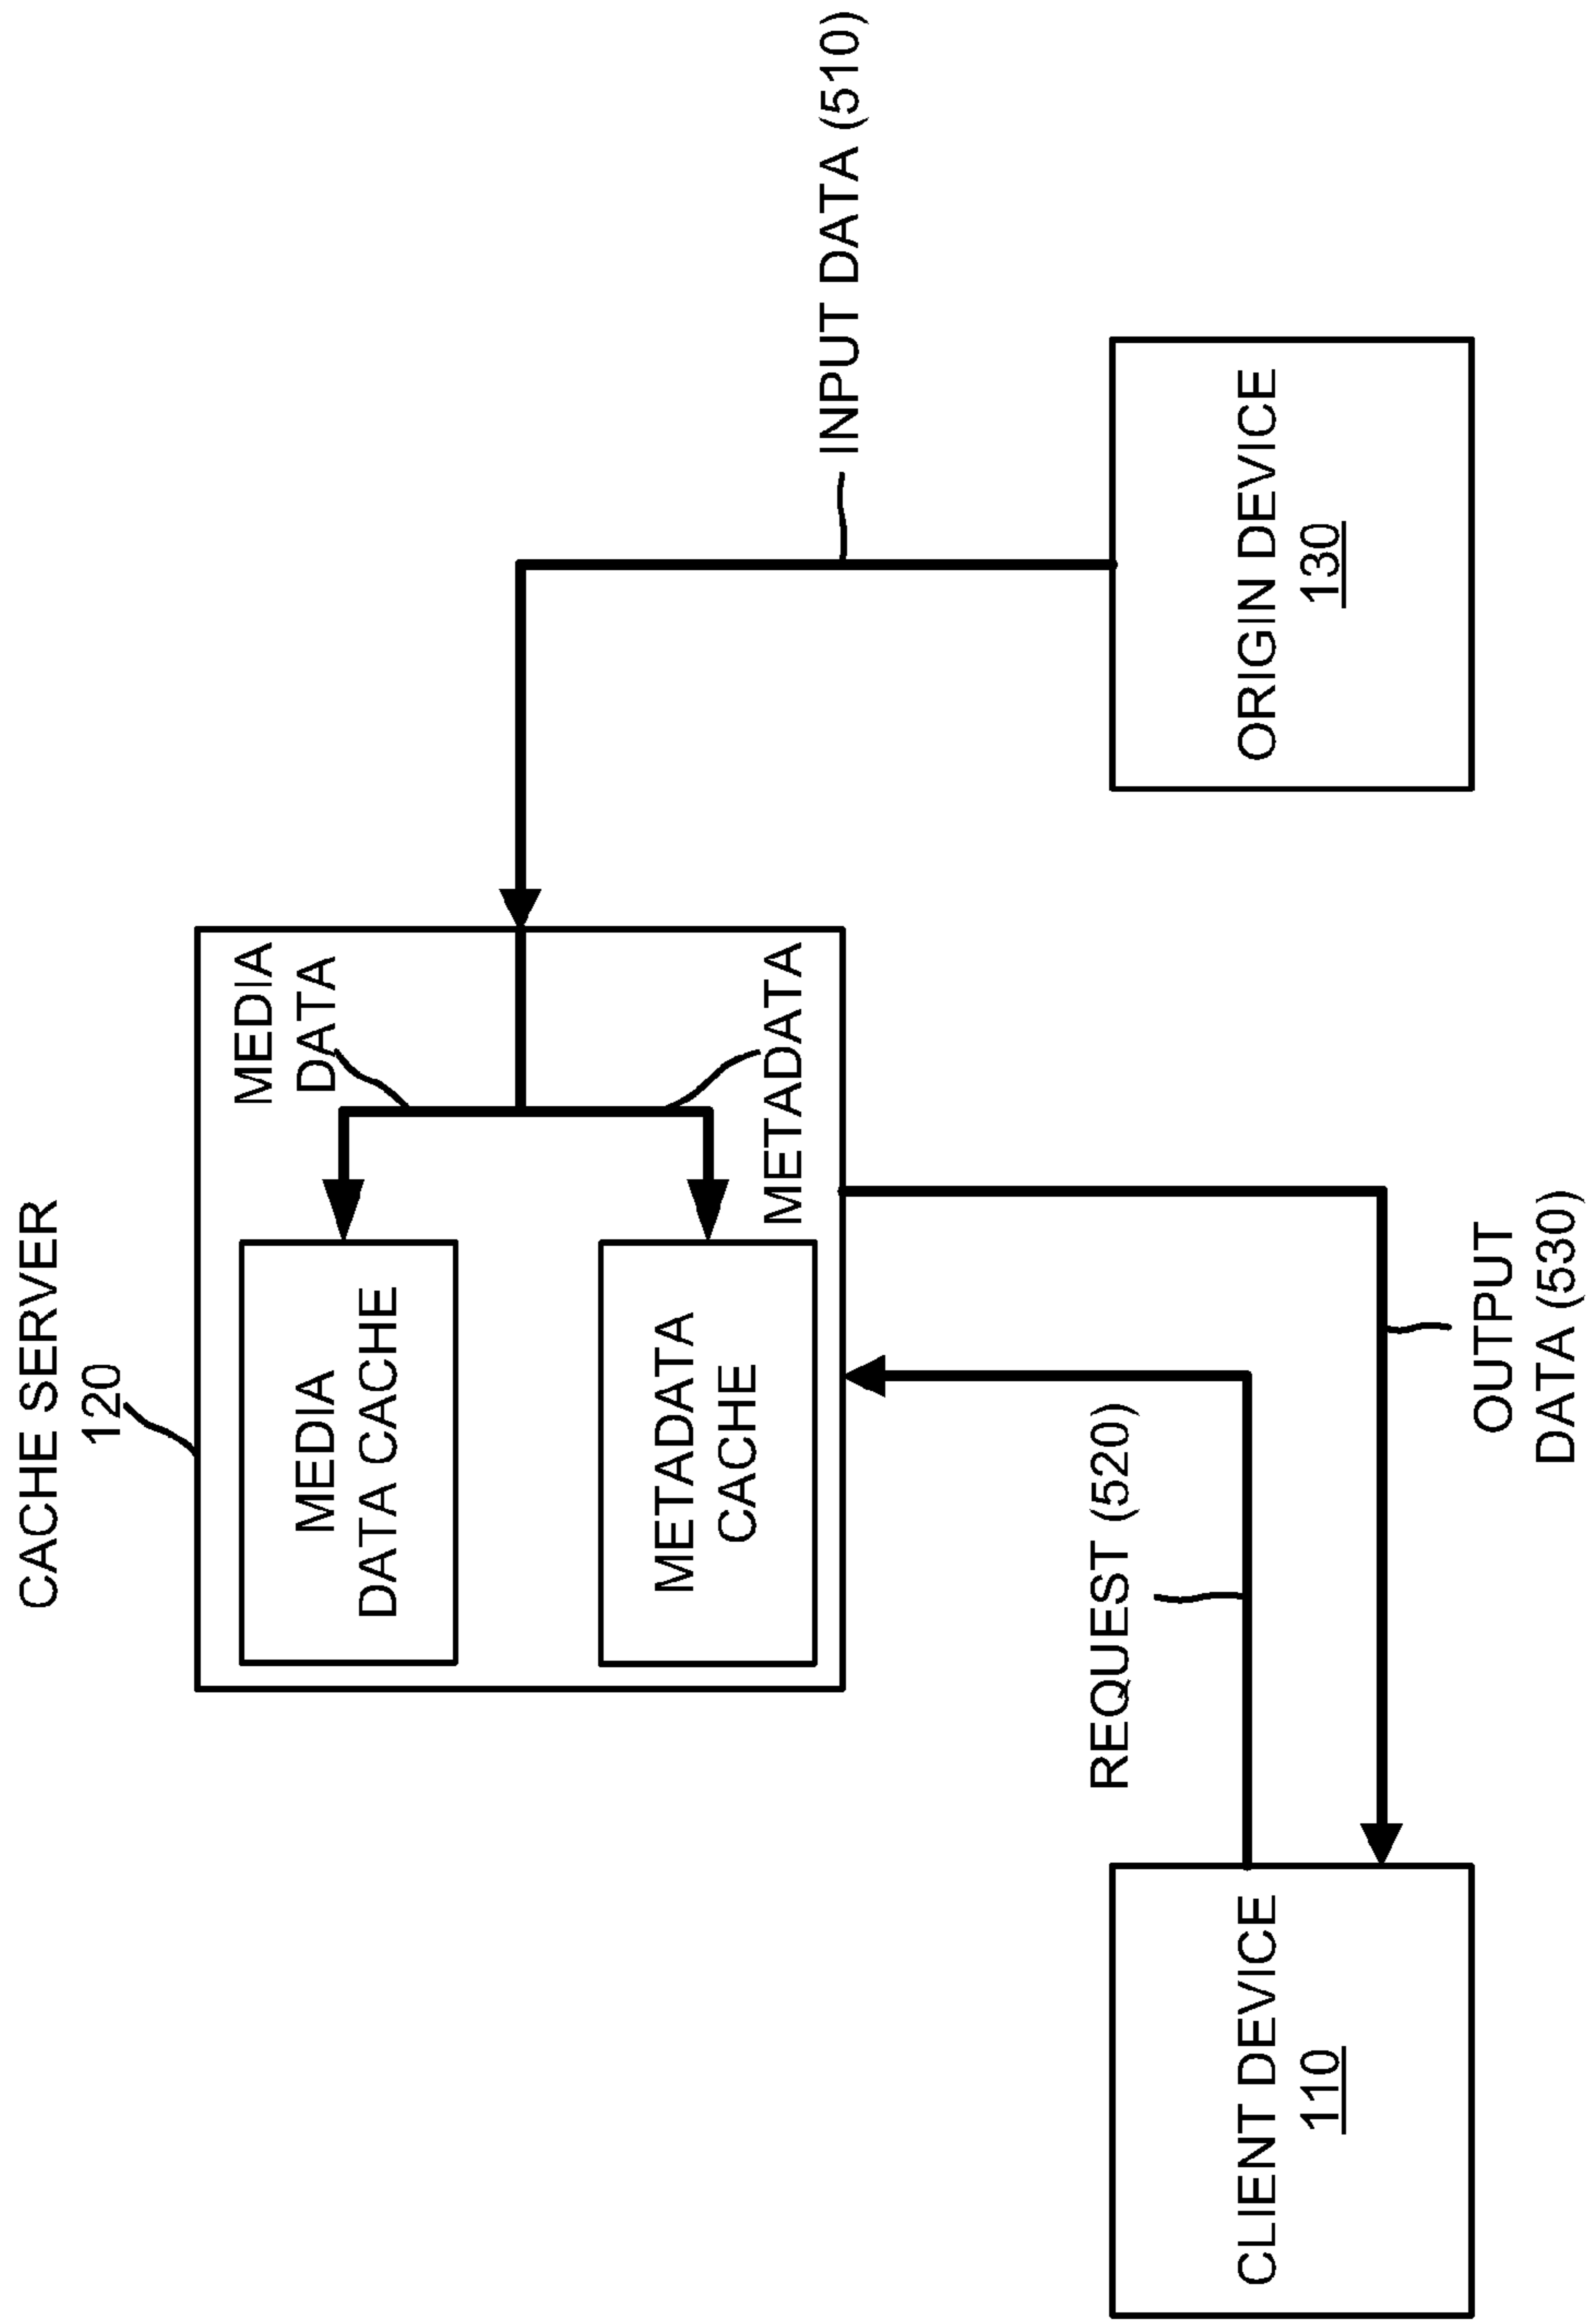 CACHE SERVER
120
MEDIA
DATA
MEDIA
DATA CACHE
METADATA
CACHE
METADATA
INPUT DATA (510)
REQUEST (520)
CLIENT DEVICE
110
ORIGIN DEVICE
130
OUTPUT
DATA (530)